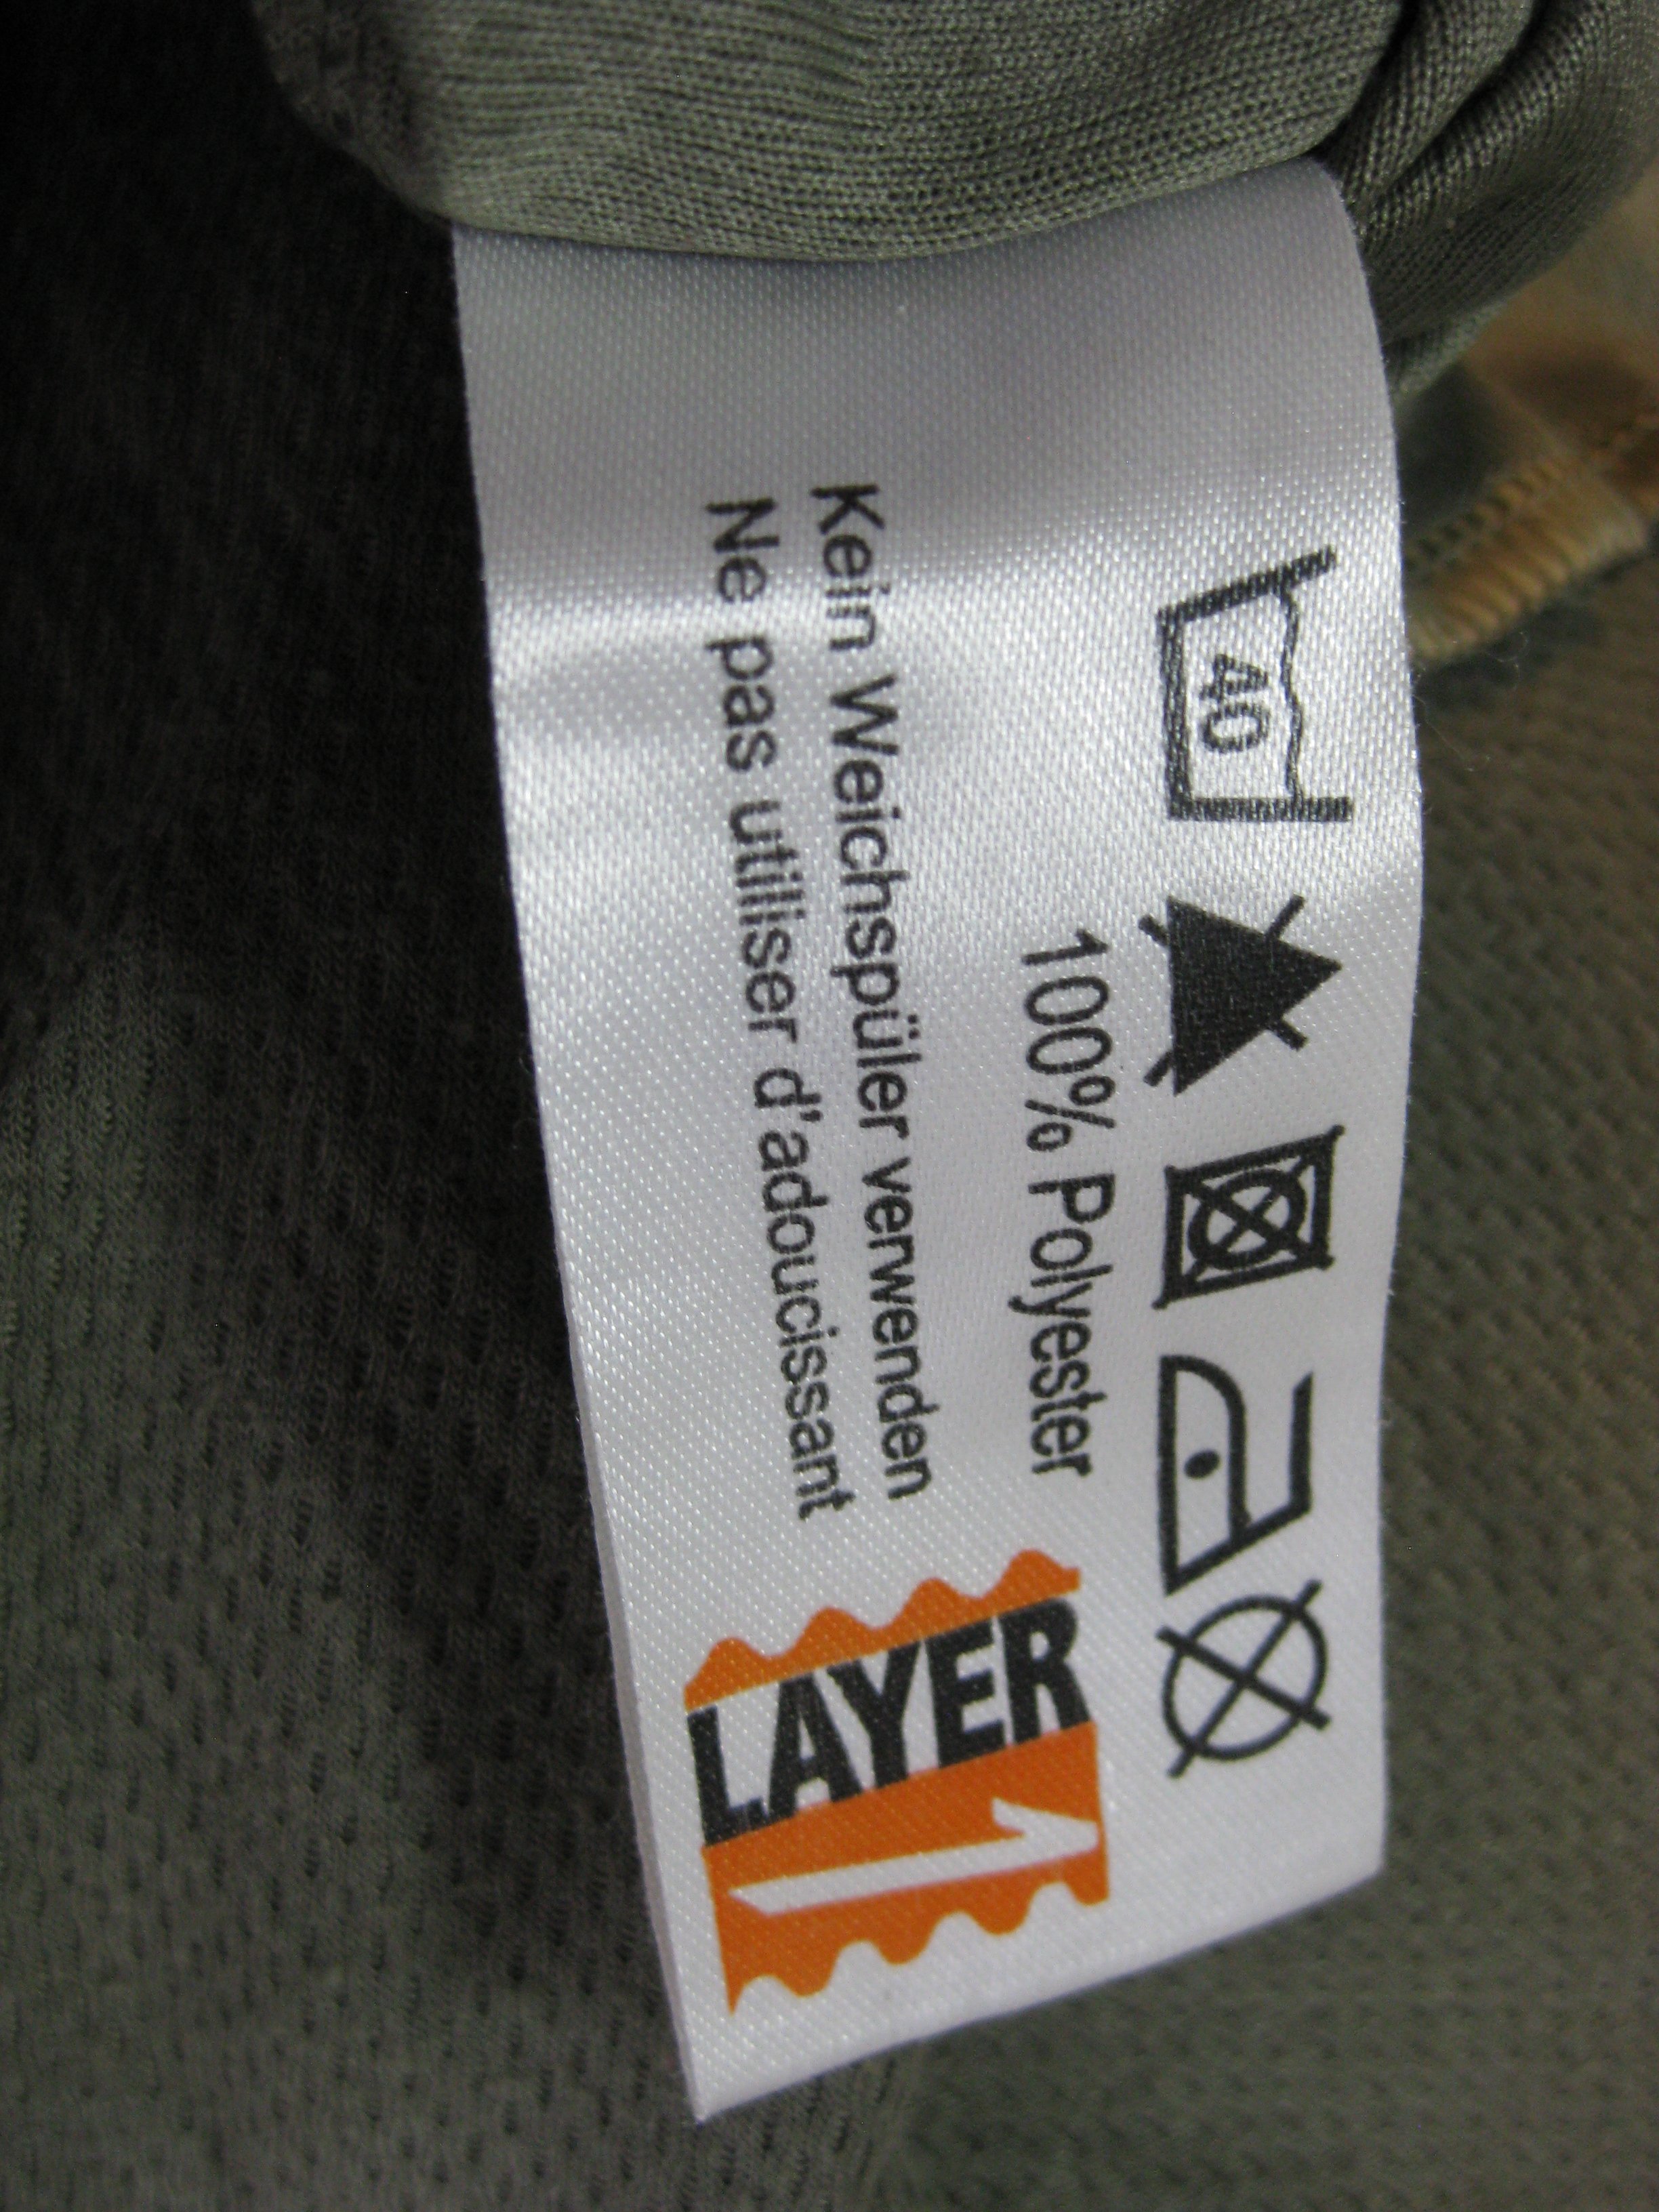 40
100% Polyester
Kein Weichspüler verwenden
Ne pas utiliser d'adoucissant
LAYER
1